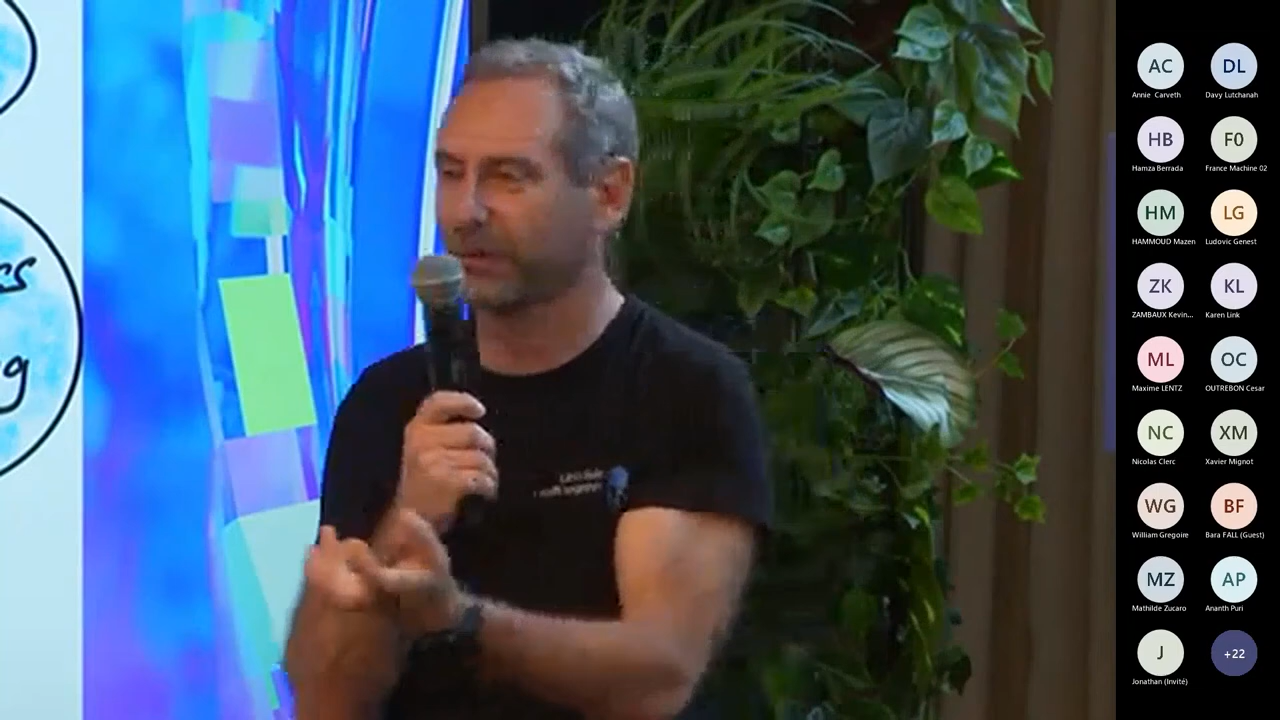 ss
g
AC
DL
Annie Carveth
Davy Lutchanah
HB
F0
Hamza Berrada
France Machine 02
HM
LG
HAMMOUD Mazen
Ludovic Genest
ZK
KL
ZAMBAUX Kevin...
Karen Link
ML
OC
Maxime LENTZ
OUTREBON Cesar
NC
XM
Nicolas Clerc
Xavier Mignot
WG
BF
William Gregoire
Bara FALL (Guest)
MZ
AP
Mathilde Zucaro
Ananth Puri
J
+22
Jonathan (Invité)